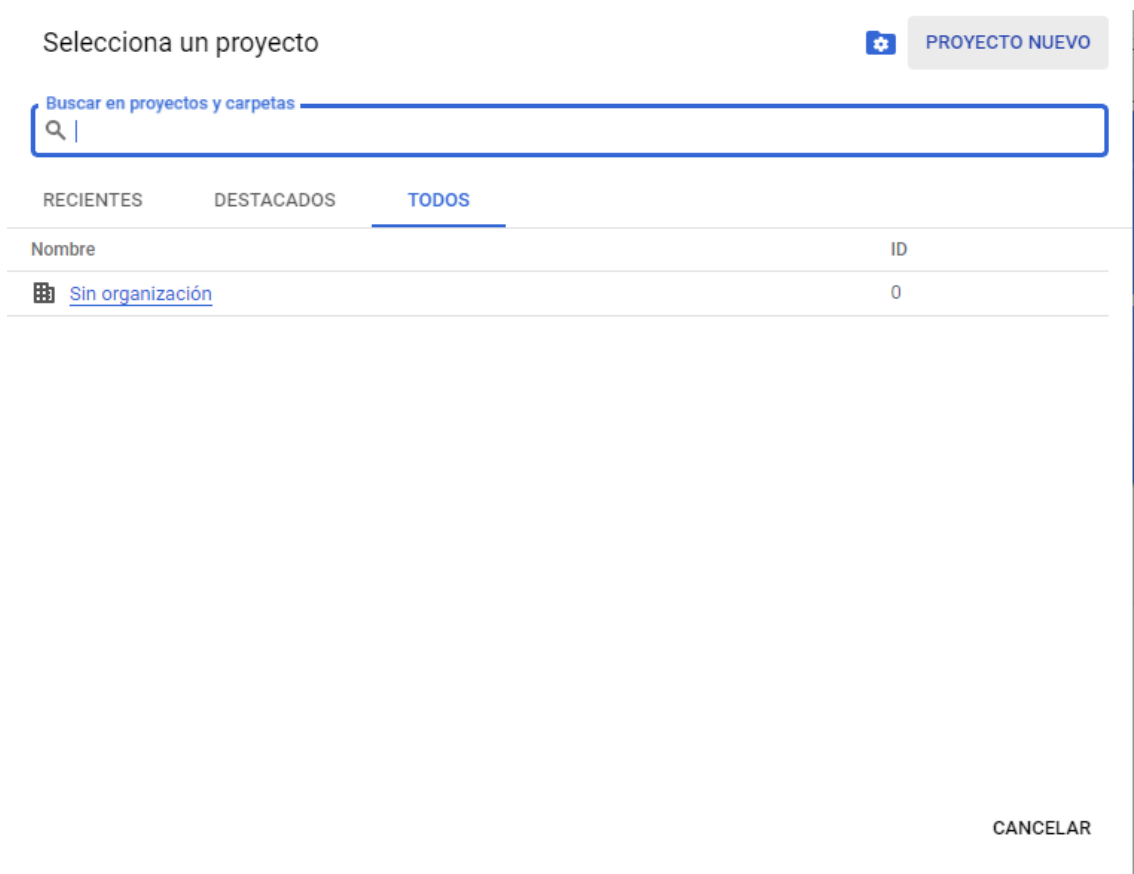 Selecciona un proyecto
PROYECTO NUEVO
Buscar en proyectos y carpetas
RECIENTES DESTACADOS TODOS
Nombre ID
Sin organización 0
CANCELAR